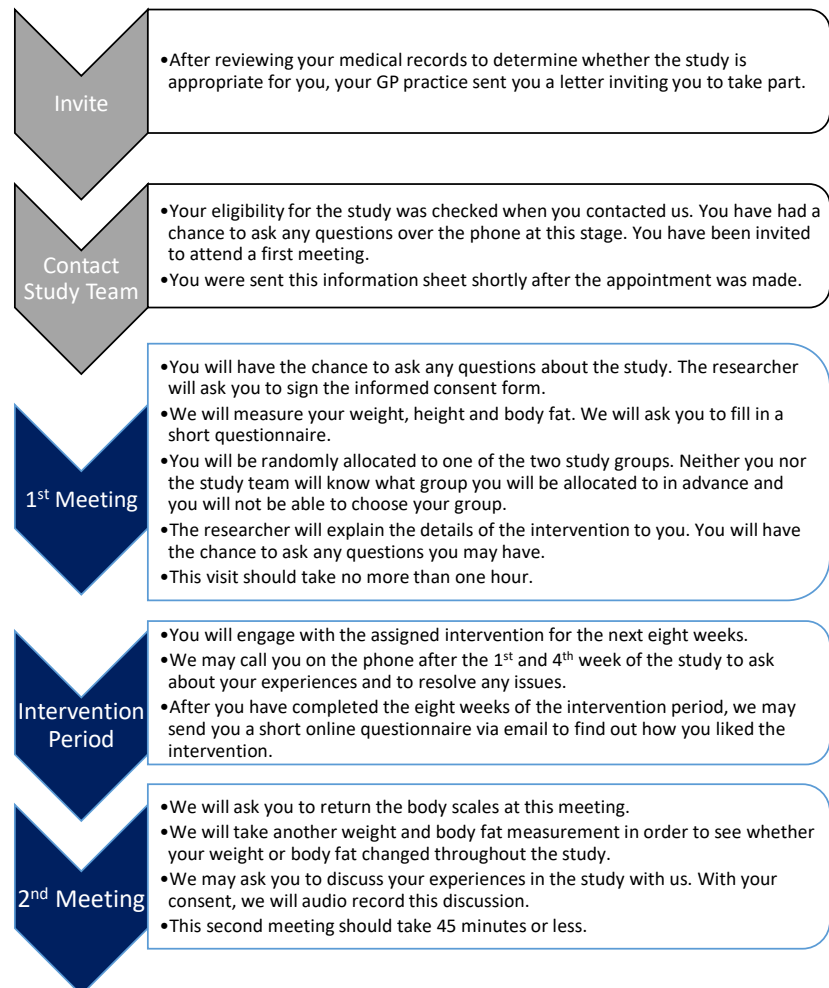 Invite
•After reviewing your medical records to determine whether the study is
appropriate for you, your GP practice sent you a letter inviting you to take part.
Contact
Study Team
•Your eligibility for the study was checked when you contacted us. You have had a
chance to ask any questions over the phone at this stage. You have been invited
to attend a first meeting.
•You were sent this information sheet shortly after the appointment was made.
1st Meeting
•You will have the chance to ask any questions about the study. The researcher
will ask you to sign the informed consent form.
•We will measure your weight, height and body fat. We will ask you to fill in a
short questionnaire.
•You will be randomly allocated to one of the two study groups. Neither you nor
the study team will know what group you will be allocated to in advance and
you will not be able to choose your group.
•The researcher will explain the details of the intervention to you. You will have
the chance to ask any questions you may have.
•This visit should take no more than one hour.
Intervention
Period
•You will engage with the assigned intervention for the next eight weeks.
•We may call you on the phone after the 1st and 4th week of the study to ask
about your experiences and to resolve any issues.
•After you have completed the eight weeks of the intervention period, we may
send you a short online questionnaire via email to find out how you liked the
intervention.
2nd Meeting
•We will ask you to return the body scales at this meeting.
•We will take another weight and body fat measurement in order to see whether
your weight or body fat changed throughout the study.
•We may ask you to discuss your experiences in the study with us. With your
consent, we will audio record this discussion.
•This second meeting should take 45 minutes or less.